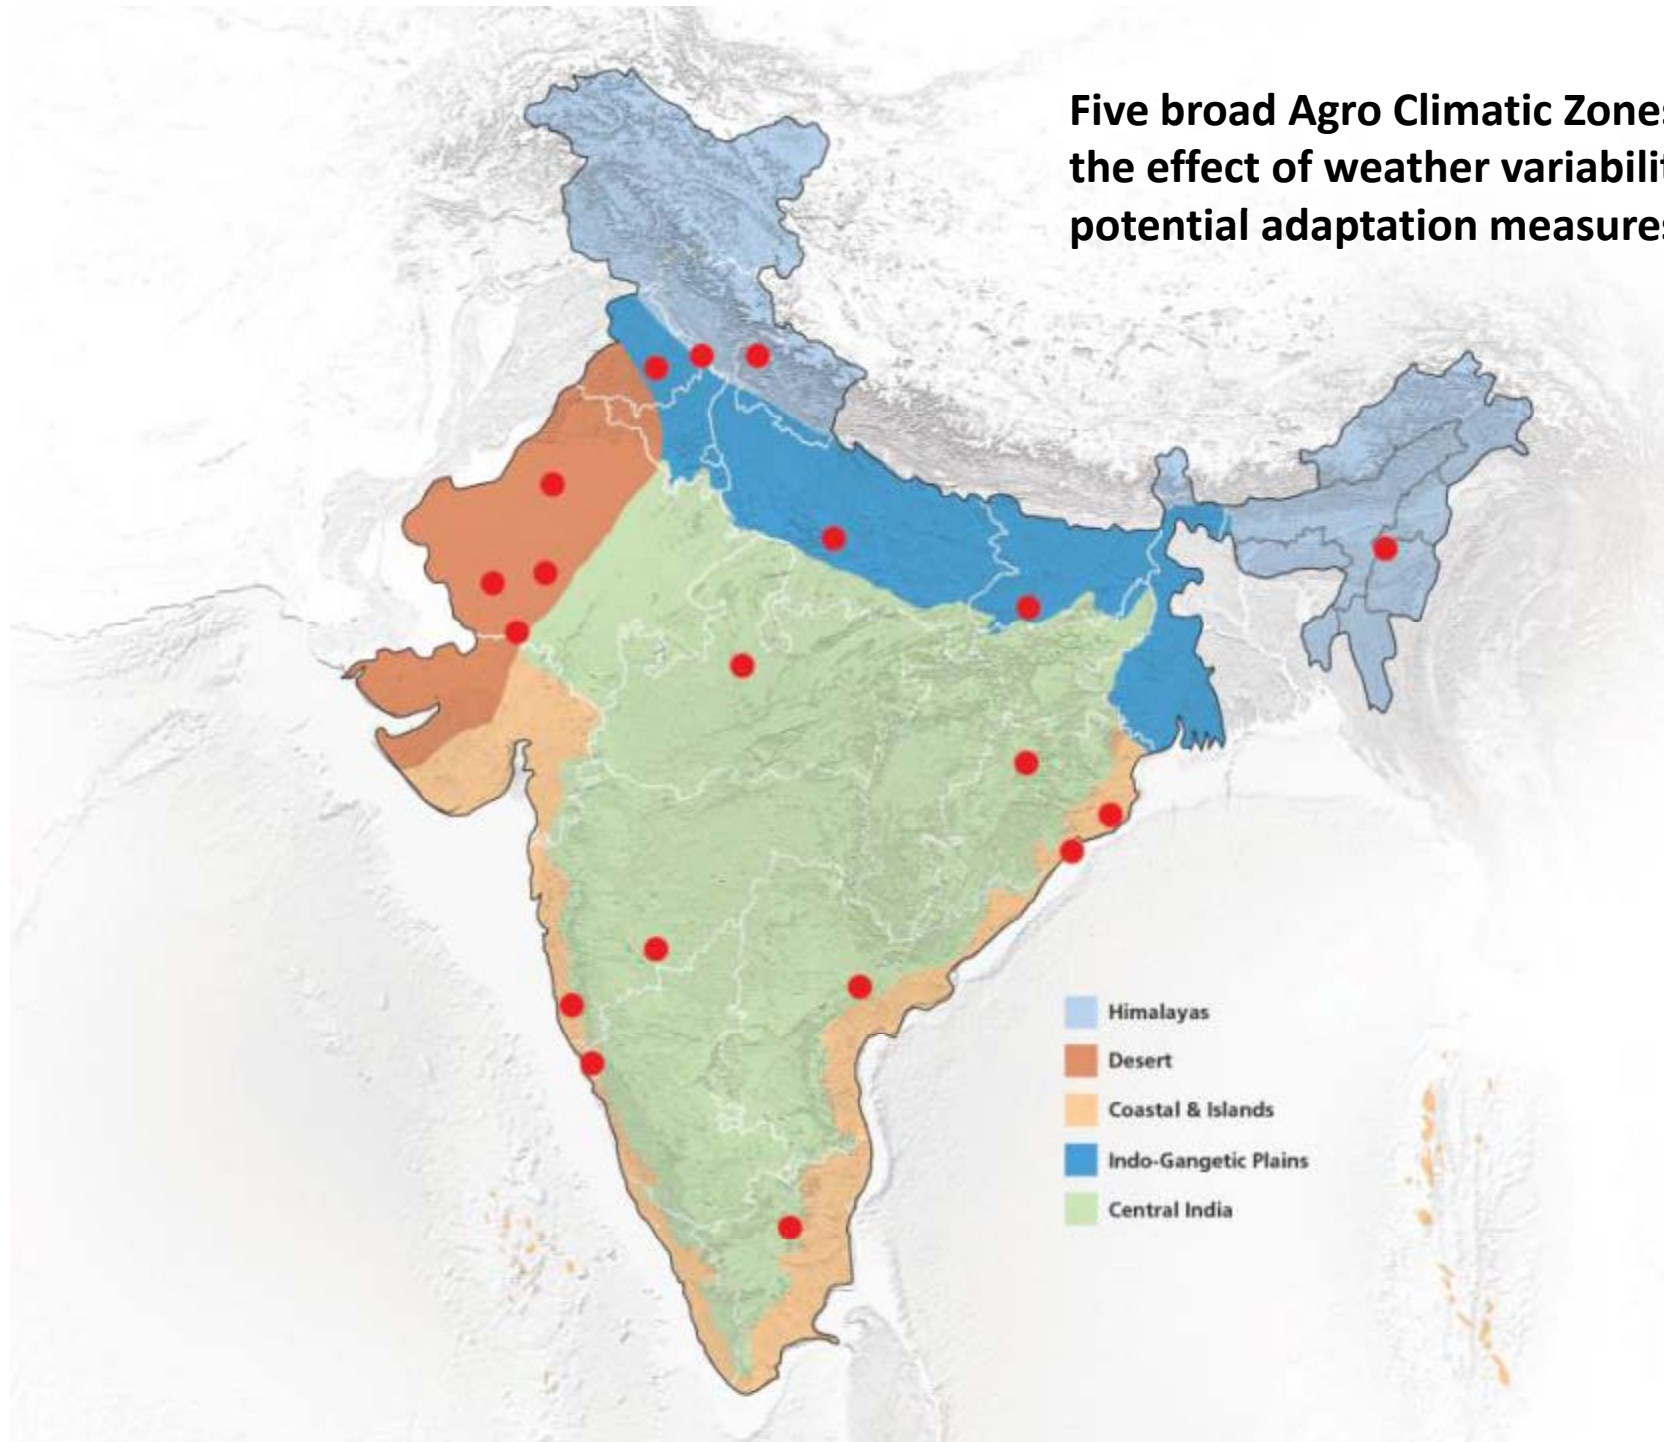 Five broad Agro Climatic Zone
the effect of weather variabili
potential adaptation measure
Himalayas
Desert
Coastal & Islands
Indo-Gangetic Plains
Central India